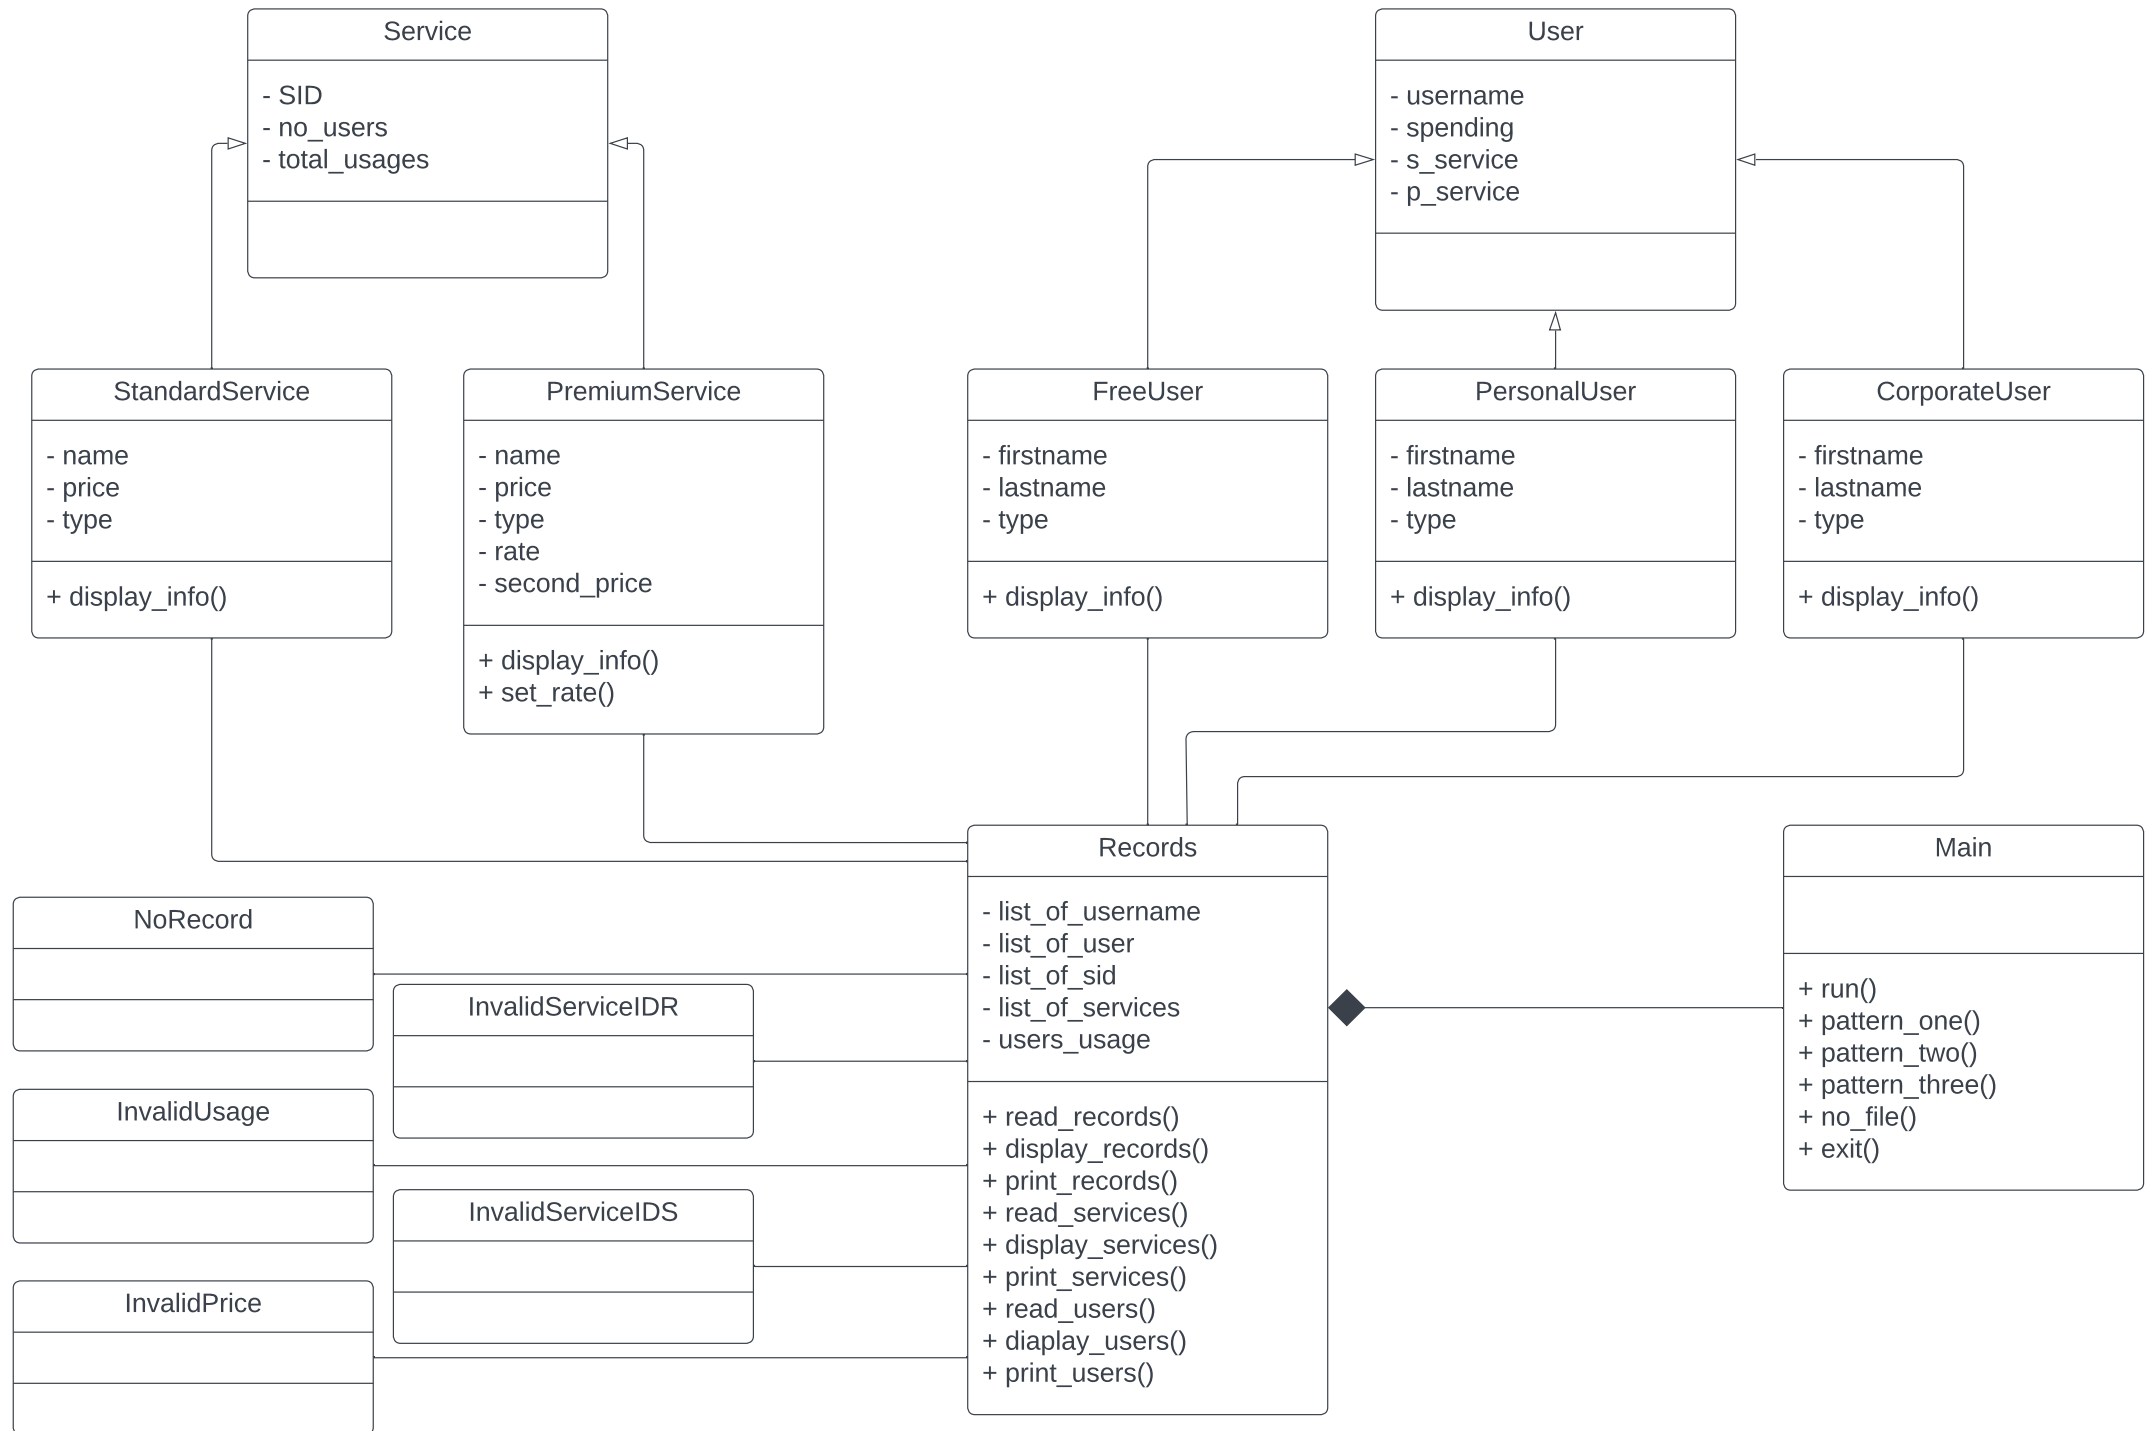 Service
- SID
- no_users
- total_usages
User
- username
- spending
- s_service
- p_service
StandardService
- name
- price
- type
+ display_info()
PremiumService
- name
- price
- type
- rate
- second_price
+ display_info()
+ set_rate()
FreeUser
- firstname
- lastname
- type
+ display_info()
PersonalUser
- firstname
- lastname
- type
+ display_info()
CorporateUser
- firstname
- lastname
- type
+ display_info()
NoRecord
InvalidServiceIDR
InvalidUsage
InvalidServiceIDS
InvalidPrice
Records
- list_of_username
- list_of_user
- list_of_sid
- list_of_services
- users_usage
+ read_records()
+ display_records()
+ print_records()
+ read_services()
+ display_services()
+ print_services()
+ read_users()
+ diaplay_users()
+ print_users()
Main
+ run()
+ pattern_one()
+ pattern_two()
+ pattern_three()
+ no_file()
+ exit()